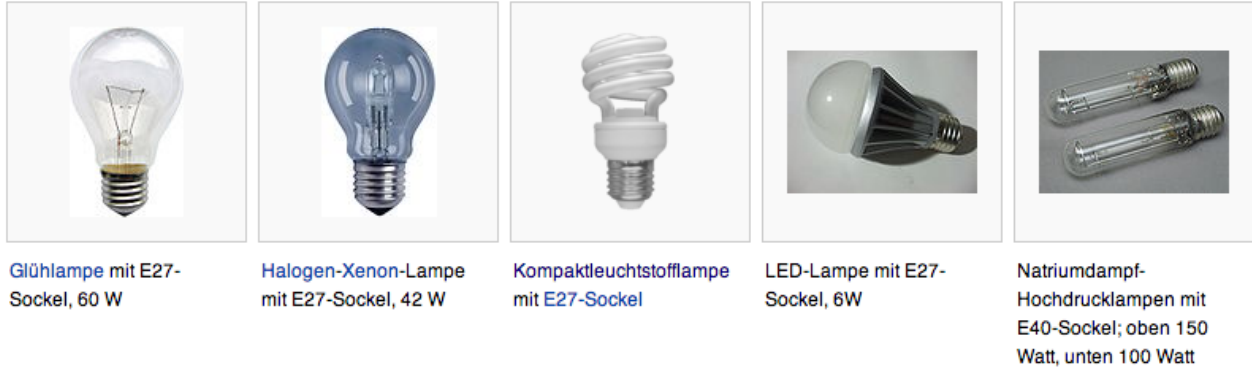 Glühlampe mit E27-
Sockel, 60 W
Halogen-Xenon-Lampe
mit E27-Sockel, 42 W
Kompaktleuchtstofflampe
mit E27-Sockel
LED-Lampe mit E27-
Sockel, 6W
Natriumdampf-
Hochdrucklampen mit
E40-Sockel; oben 150
Watt, unten 100 Watt